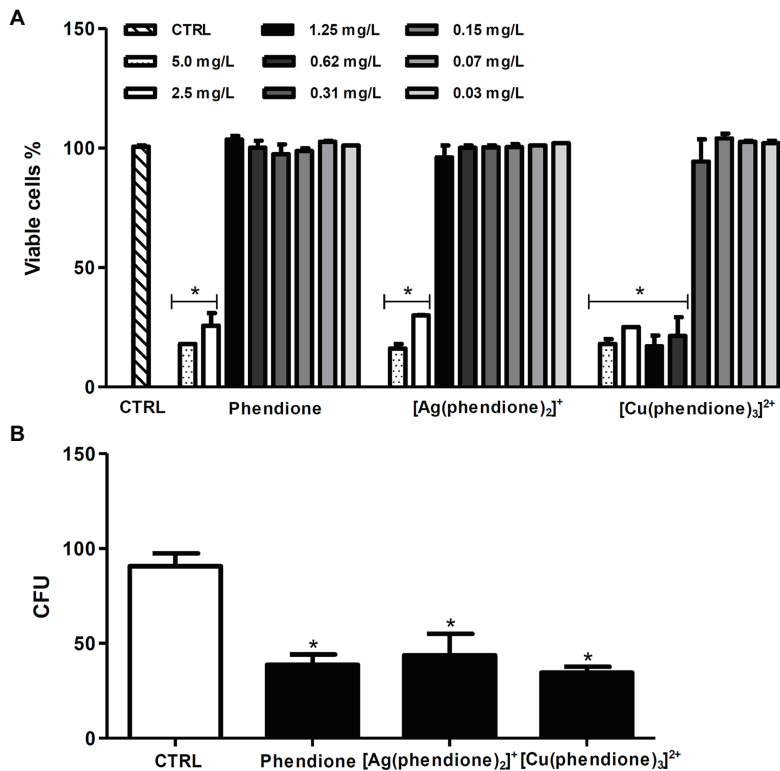 A
150
CTRL
1.25 mg/L
0.15 mg/L
5.0 mg/L
0.62 mg/L
0.07 mg/L
2.5 mg/L
0.31 mg/L
0.03 mg/L
Viable cells %
100
50
0
* * *
CTRL Phendione [Ag(phendione)₂]⁺ [Cu(phendione)₃]²⁺
B
150
CFU
100
50
0
* * *
CTRL Phendione [Ag(phendione)₂]⁺ [Cu(phendione)₃]²⁺